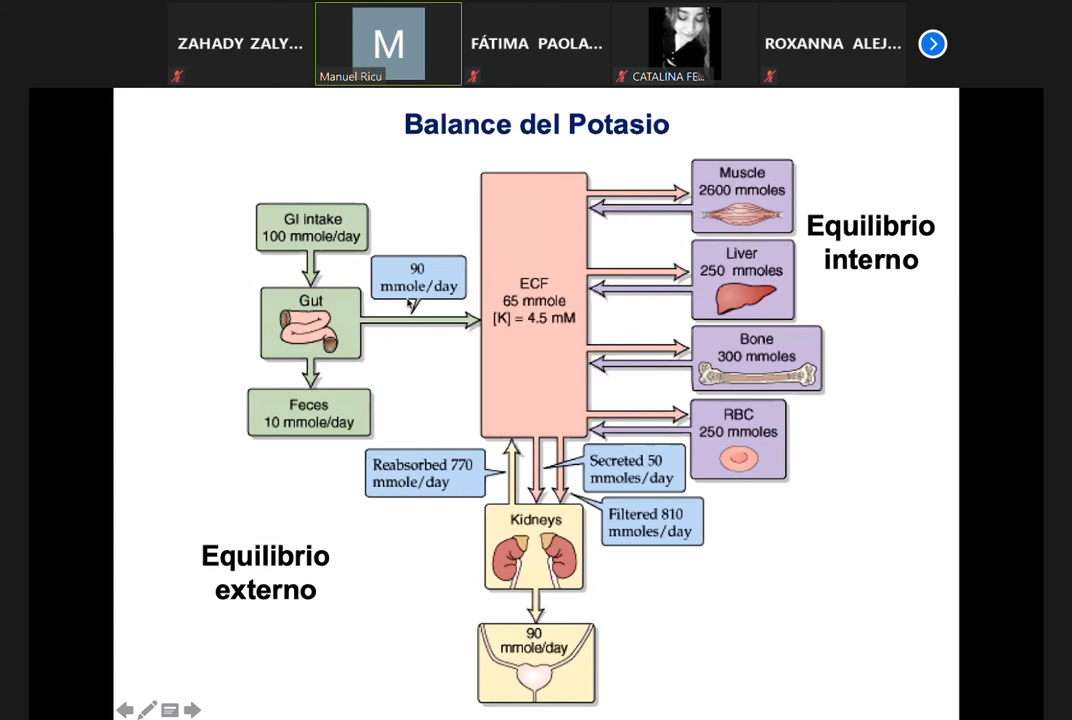 ZAHADY ZALY...
M
Manuel Ricu
FÁTIMA PAOLA...
CATALINA FE...
ROXANNA ALEJ...
Balance del Potasio
GI intake
100 mmole/day
90
mmole/day
Gut
Feces
10 mmole/day
ECF
65 mmole
[K] = 4.5 mM
Muscle
2600 mmoles
Liver
250 mmoles
Bone
300 mmoles
RBC
250 mmoles
Equilibrio
interno
Reabsorbed 770
mmole/day
Secreted 50
mmoles/day
Filtered 810
mmoles/day
Kidneys
90
mmole/day
Equilibrio
externo